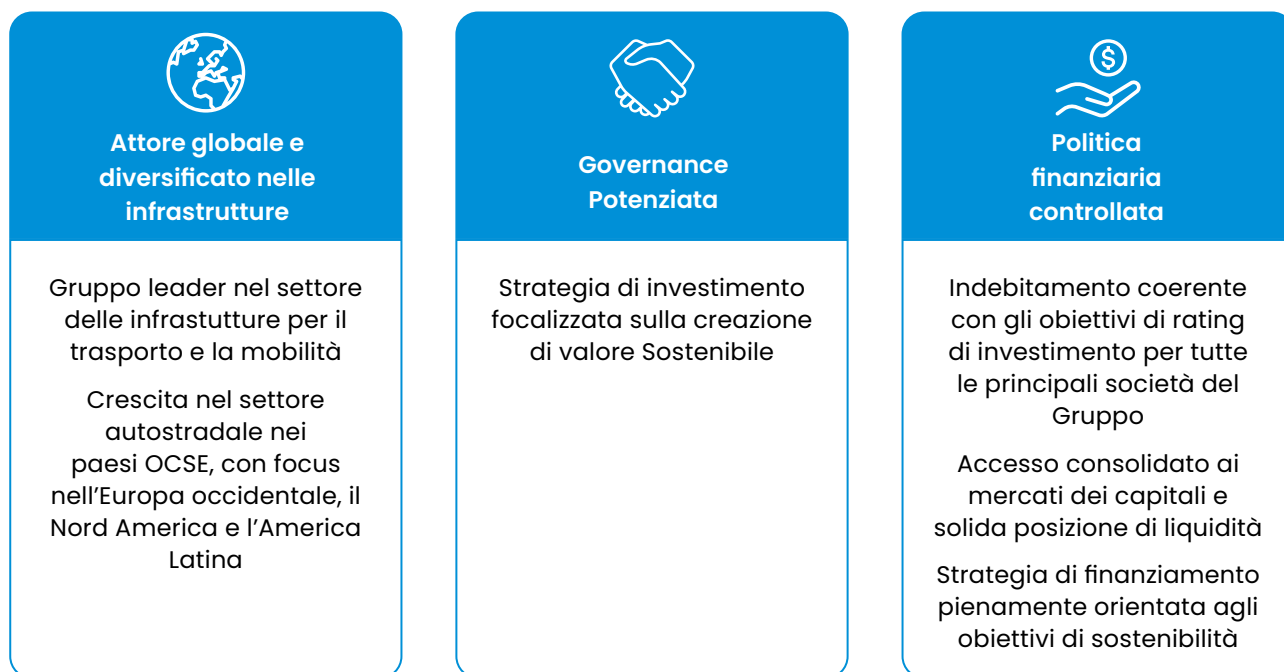 Attore globale e
diversificato nelle
infrastrutture
Gruppo leader nel settore
delle infrastutture per il
trasporto e la mobilità
Crescita nel settore
autostradale nei
paesi OCSE, con focus
nell’Europa occidentale, il
Nord America e l’America
Latina
Governance
Potenziata
Strategia di investimento
focalizzata sulla creazione
di valore Sostenibile
$
Politica
finanziaria
controllata
Indebitamento coerente
con gli obiettivi di rating
di investimento per tutte
le principali società del
Gruppo
Accesso consolidato ai
mercati dei capitali e
solida posizione di liquidità
Strategia di finanziamento
pienamente orientata agli
obiettivi di sostenibilità